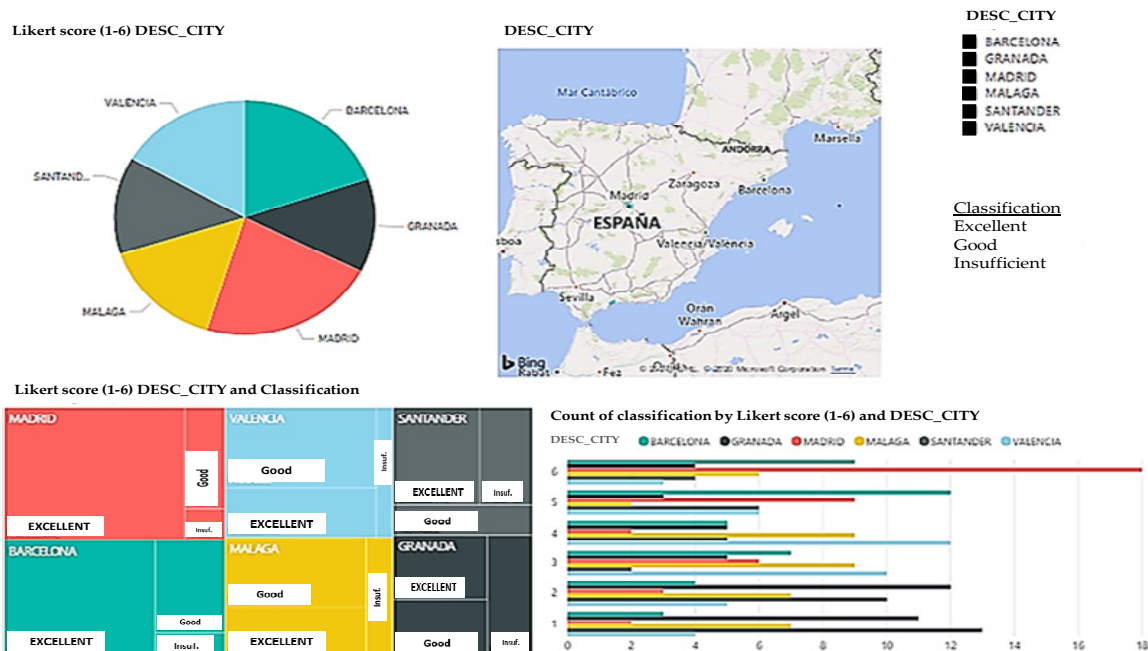 Likert score (1-6) DESC_CITY
VALENCIA
BARCELONA
SANTAND...
GRANADA
MALAGA
MADRID
DESC_CITY
Mar Cantábrico
Marsella
ANDORRA
Zaragoza
Barcelona
Madrid
ESPAÑA
Valencia/Valencia
Sevilla
Orán
Wahran
Argel
Bing
Rabat
Fez
Microsoft Corporation
DESC_CITY
BARCELONA
GRANADA
MADRID
MALAGA
SANTANDER
VALENCIA
Classification
Excellent
Good
Insufficient
Likert score (1-6) DESC_CITY and Classification
MADRID
Good
EXCELLENT
Insuf.
VALENCIA
Good
Insuf.
EXCELLENT
SANTANDER
EXCELLENT
Insuf.
Good
BARCELONA
Good
EXCELLENT
Insuf.
MALAGA
Good
Insuf.
EXCELLENT
GRANADA
EXCELLENT
Good
Insuf.
Count of classification by Likert score (1-6) and DESC_CITY
DESC_CITY BARCELONA GRANADA MADRID MALAGA SANTANDER VALENCIA
6
5
4
3
2
1
0 2 4 6 8 10 12 14 16 18